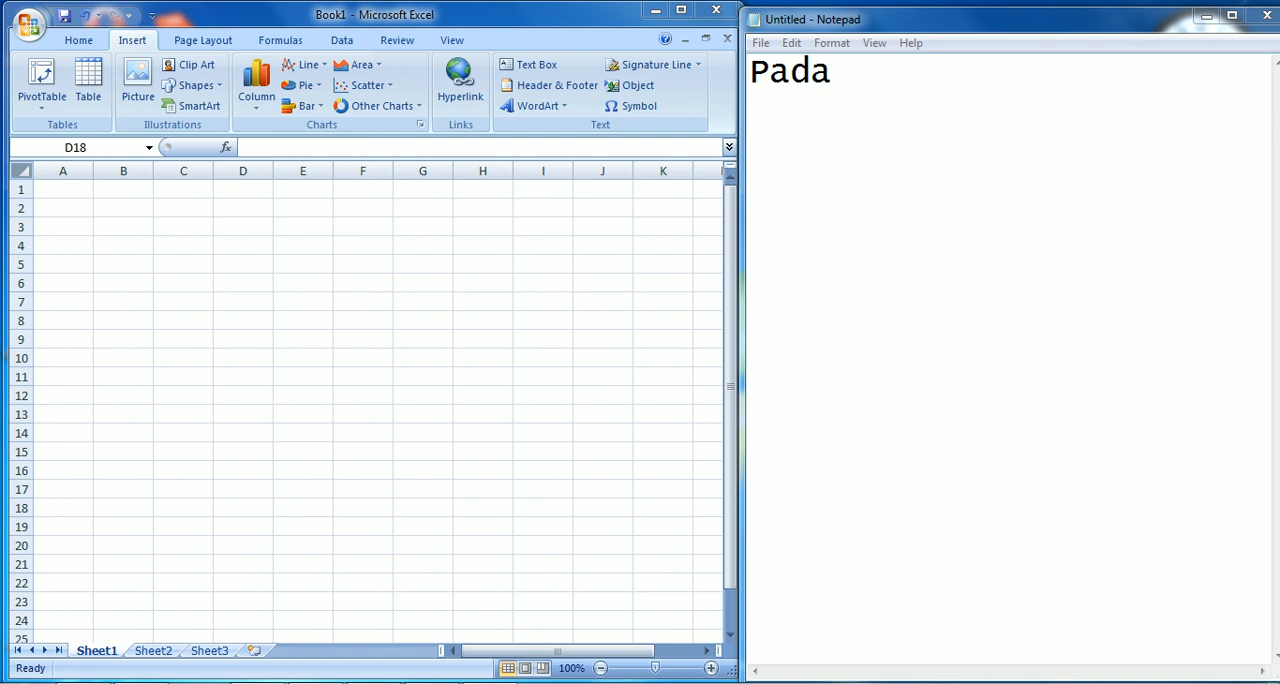 Book1 - Microsoft Excel
Home Insert Page Layout Formulas Data Review View
PivotTable
Table
Tables
Picture
Clip Art
Shapes
SmartArt
Illustrations
Column
Line
Pie
Bar
Area
Scatter
Other Charts
Charts
Hyperlink
Links
Text Box
Header & Footer
WordArt
Signature Line
Object
Symbol
Text
D18
fx
A B C D E F G H I J K
1
2
3
4
5
6
7
8
9
10
11
12
13
14
15
16
17
18
19
20
21
22
23
24
25
Sheet1 Sheet2 Sheet3
Ready
100%
Untitled - Notepad
File Edit Format View Help
Pada